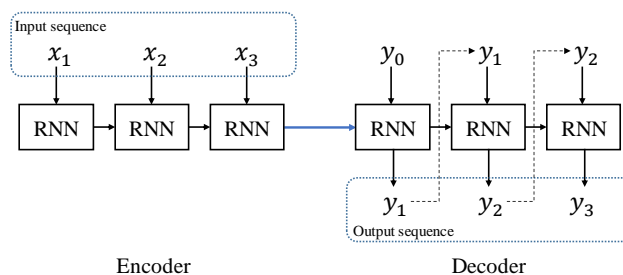 Input sequence
x₁ x₂ x₃ y₀ y₁ y₂
RNN RNN RNN RNN RNN RNN
y₁ y₂ y₃
Output sequence
Encoder Decoder